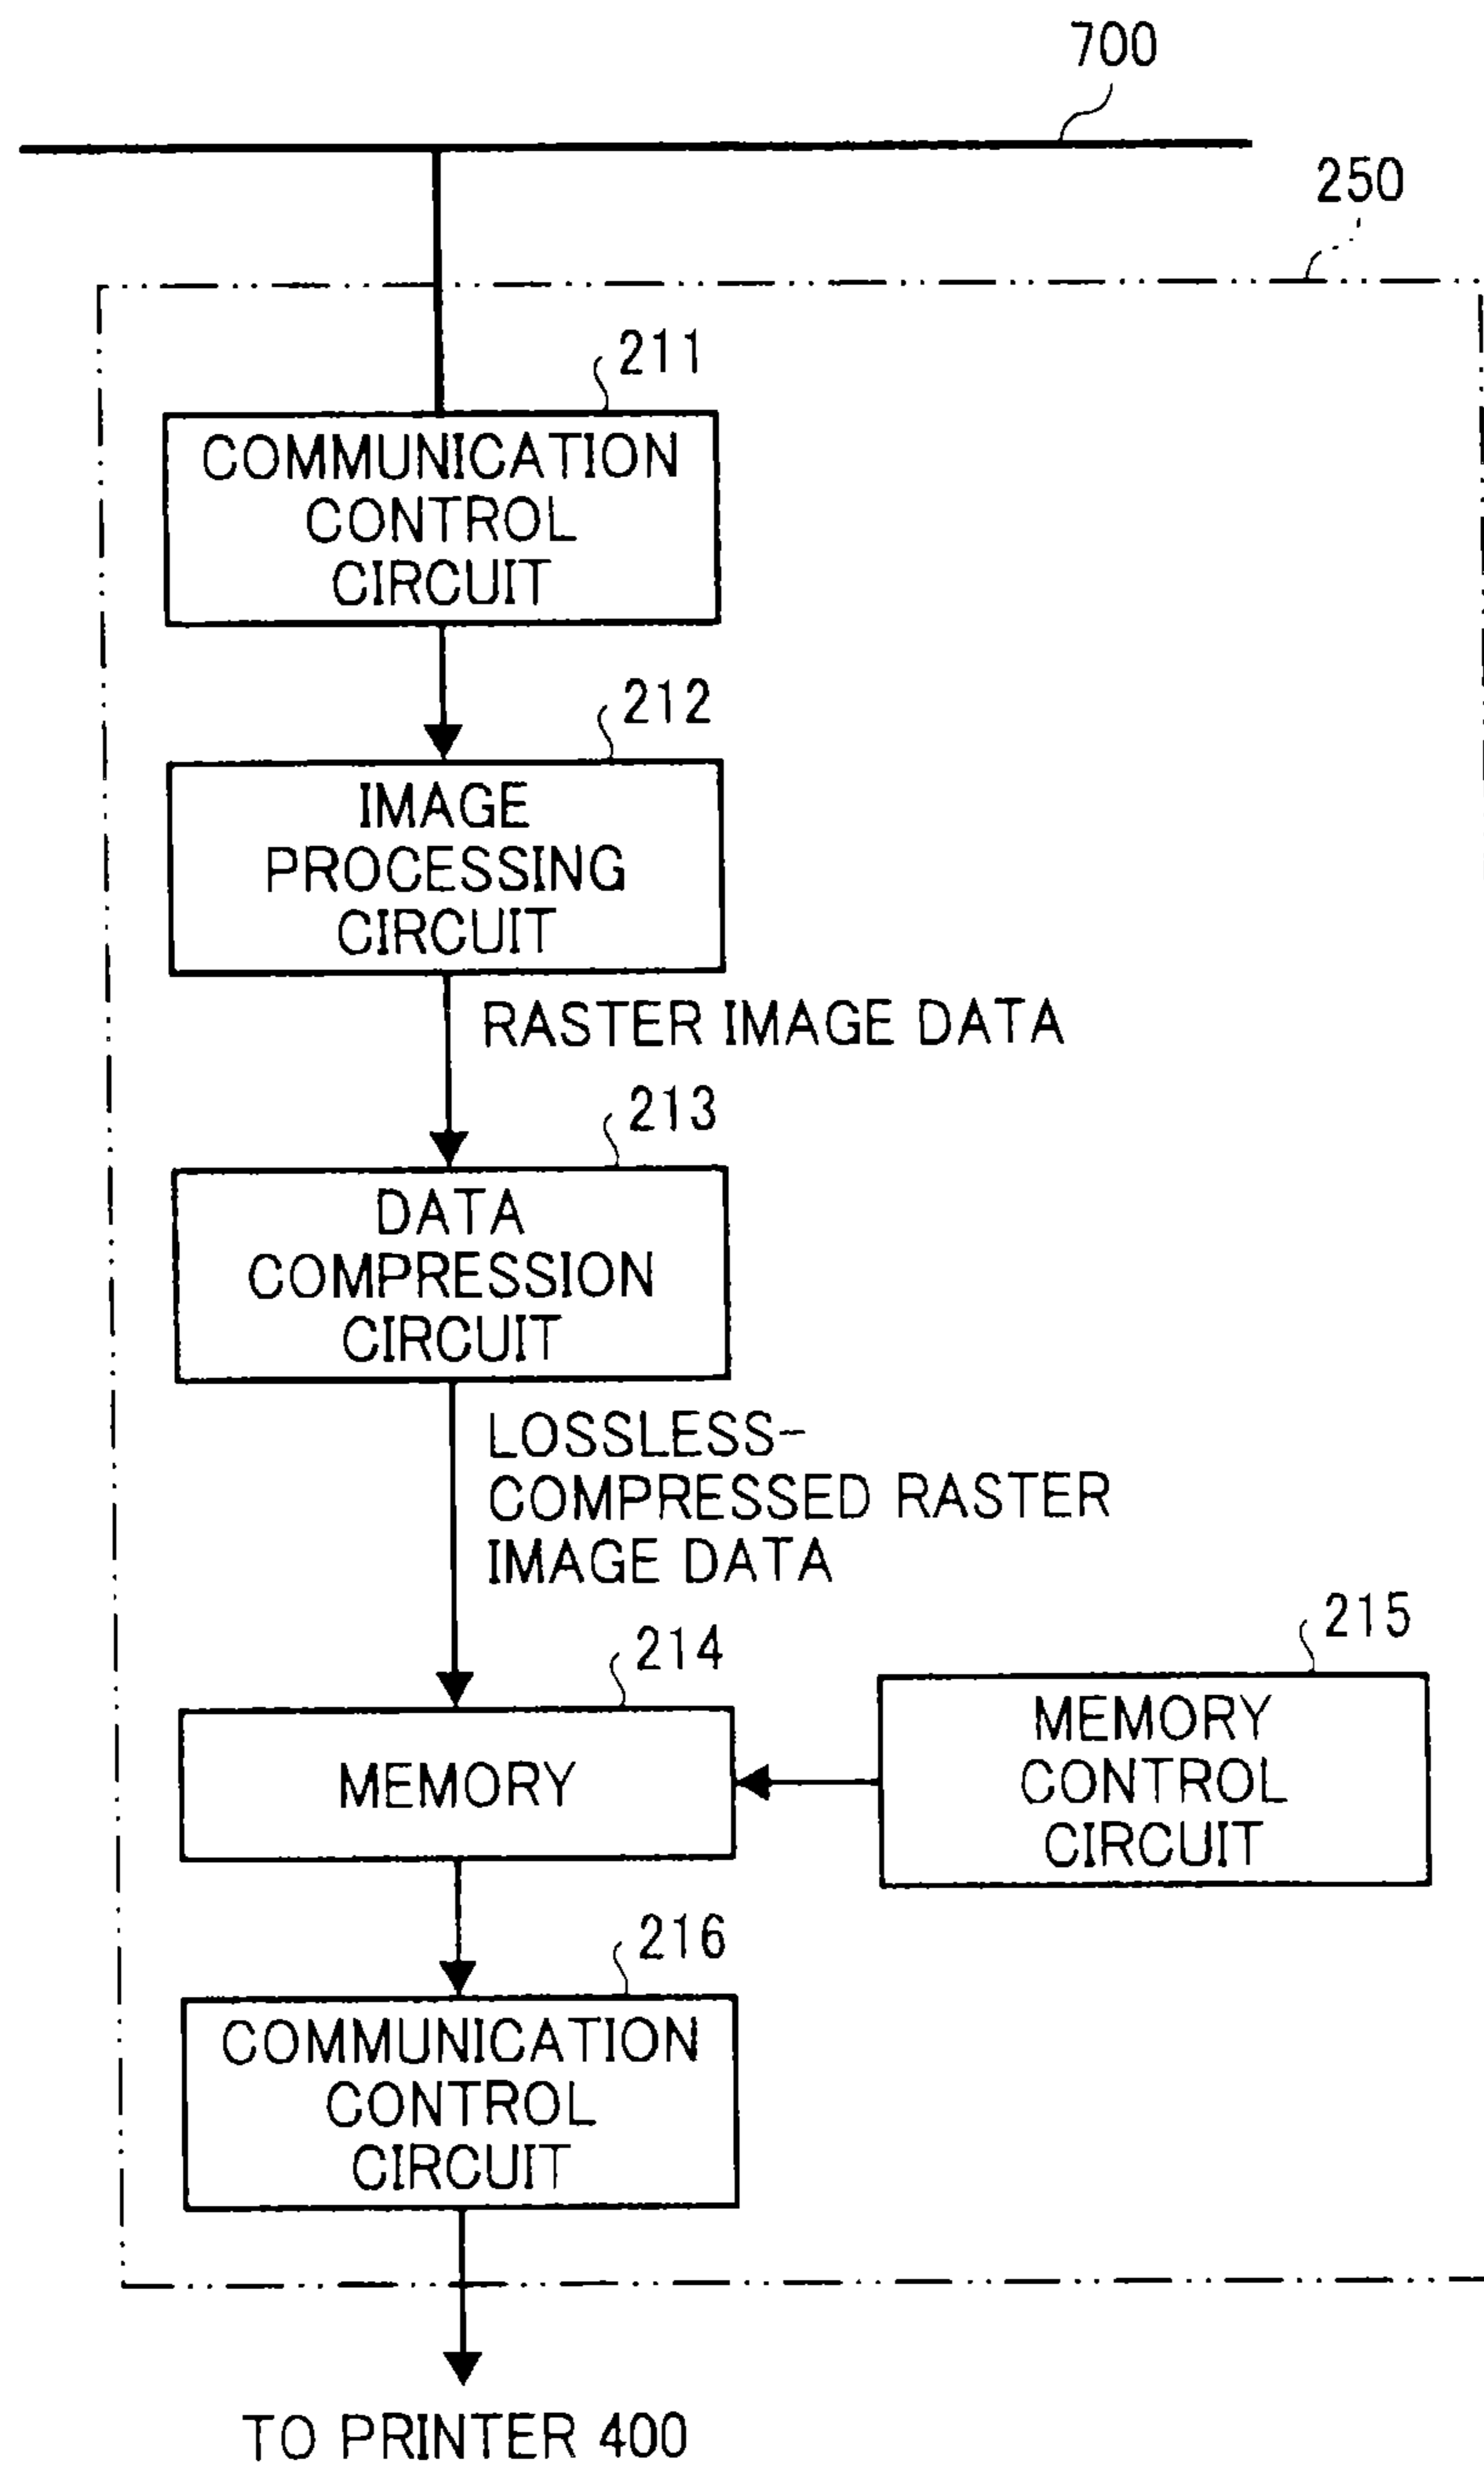 700
250
211
COMMUNICATION
CONTROL
CIRCUIT
212
IMAGE
PROCESSING
CIRCUIT
RASTER IMAGE DATA
213
DATA
COMPRESSION
CIRCUIT
LOSSLESS-
COMPRESSED RASTER
IMAGE DATA
214
MEMORY
215
MEMORY
CONTROL
CIRCUIT
216
COMMUNICATION
CONTROL
CIRCUIT
TO PRINTER 400